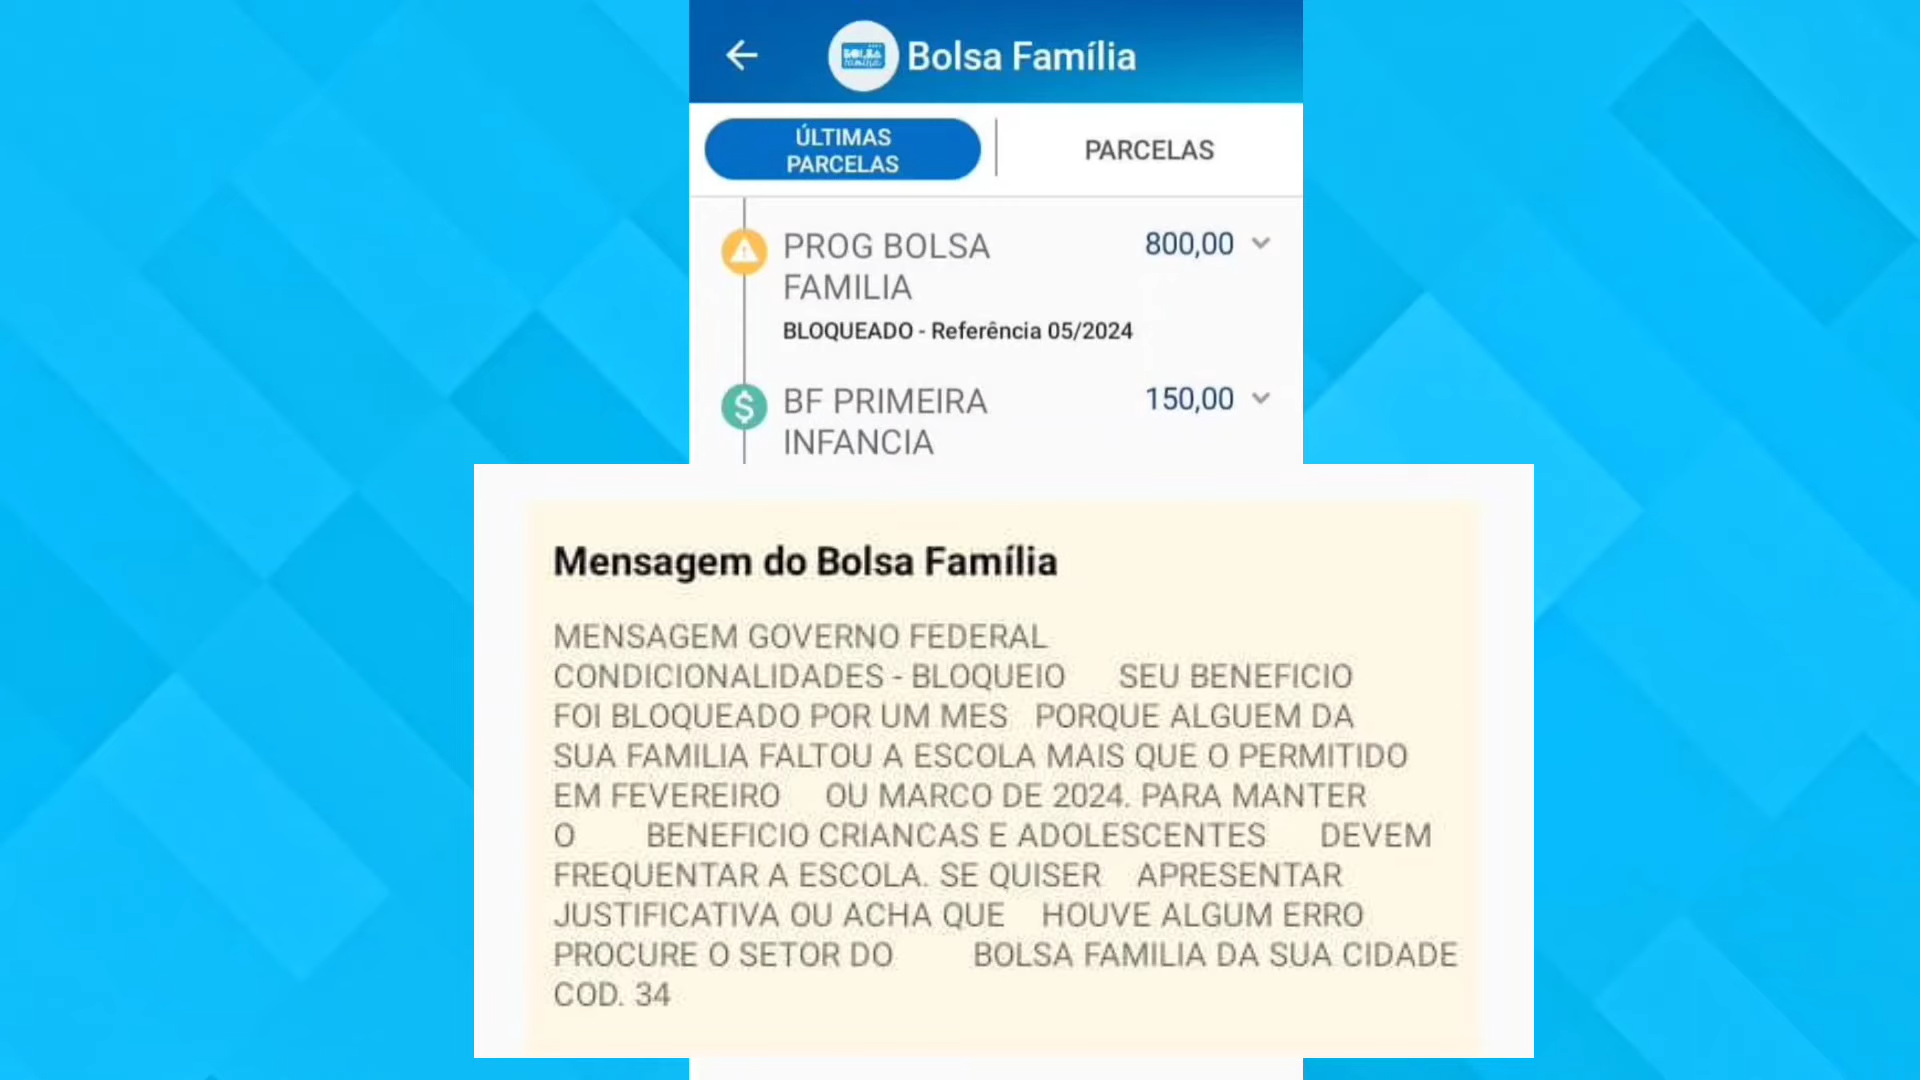 BOLSA FAMÍLIA
Bolsa Família
ÚLTIMAS
PARCELAS
PARCELAS
PROG BOLSA
FAMILIA
800,00
BLOQUEADO - Referência 05/2024
BF PRIMEIRA
INFANCIA
150,00
Mensagem do Bolsa Família
MENSAGEM GOVERNO FEDERAL
CONDICIONALIDADES - BLOQUEIO SEU BENEFICIO
FOI BLOQUEADO POR UM MES PORQUE ALGUEM DA
SUA FAMILIA FALTOU A ESCOLA MAIS QUE O PERMITIDO
EM FEVEREIRO OU MARCO DE 2024. PARA MANTER
O BENEFICIO CRIANCAS E ADOLESCENTES DEVEM
FREQUENTAR A ESCOLA. SE QUISER APRESENTAR
JUSTIFICATIVA OU ACHA QUE HOUVE ALGUM ERRO
PROCURE O SETOR DO BOLSA FAMILIA DA SUA CIDADE
COD. 34